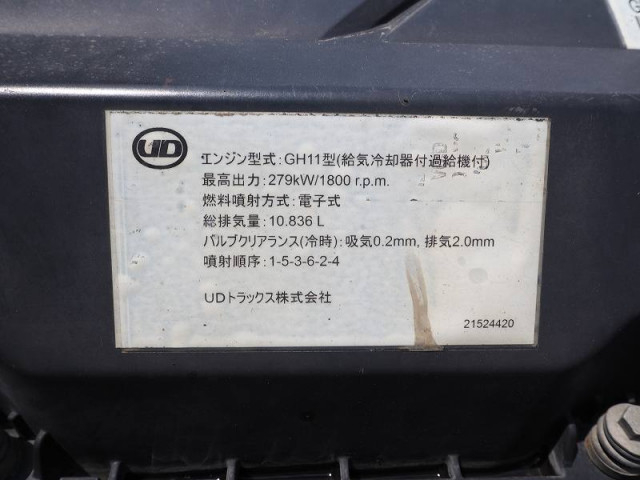 UD
エンジン型式:GH11型(給気冷却器付過給機付)
最高出力:279kW/1800 r.p.m.
燃料噴射方式:電子式
総排気量:10.836 L
バルブクリアランス(冷時):吸気0.2mm, 排気2.0mm
噴射順序:1-5-3-6-2-4
UDトラックス株式会社
21524420